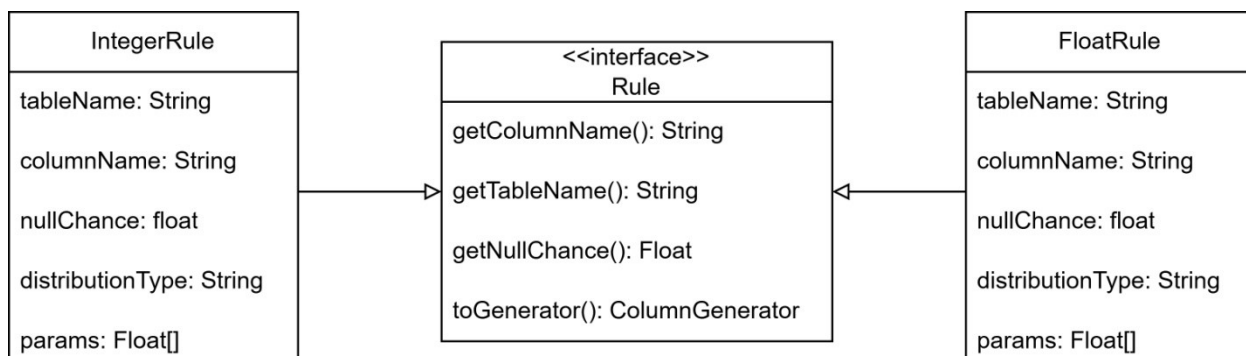 IntegerRule
tableName: String
columnName: String
nullChance: float
distributionType: String
params: Float[]
<<interface>>
Rule
getColumnName(): String
getTableName(): String
getNullChance(): Float
toGenerator(): ColumnGenerator
FloatRule
tableName: String
columnName: String
nullChance: float
distributionType: String
params: Float[]